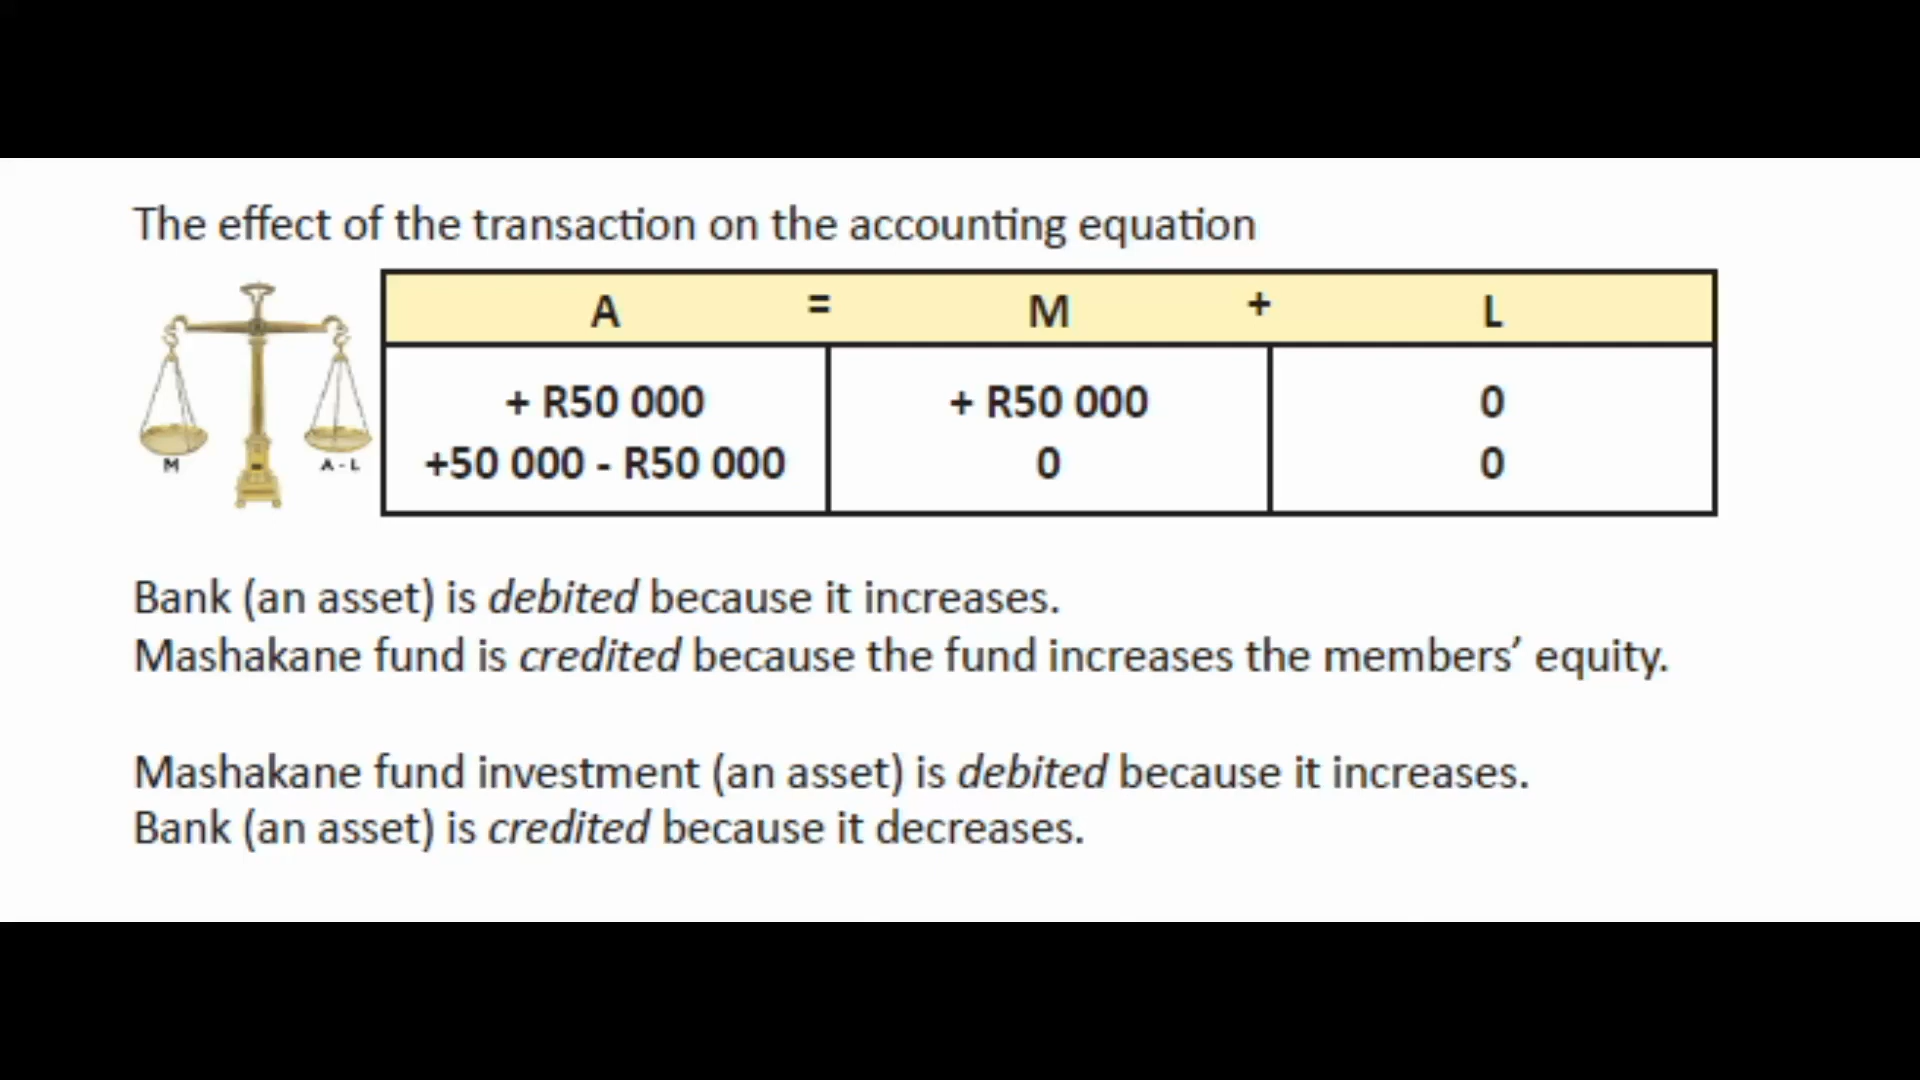 The effect of the transaction on the accounting equation
A = M + L
+ R50 000 + R50 000 0
+50 000 - R50 000 0 0
M A - L
Bank (an asset) is debited because it increases.
Mashakane fund is credited because the fund increases the members’ equity.
Mashakane fund investment (an asset) is debited because it increases.
Bank (an asset) is credited because it decreases.